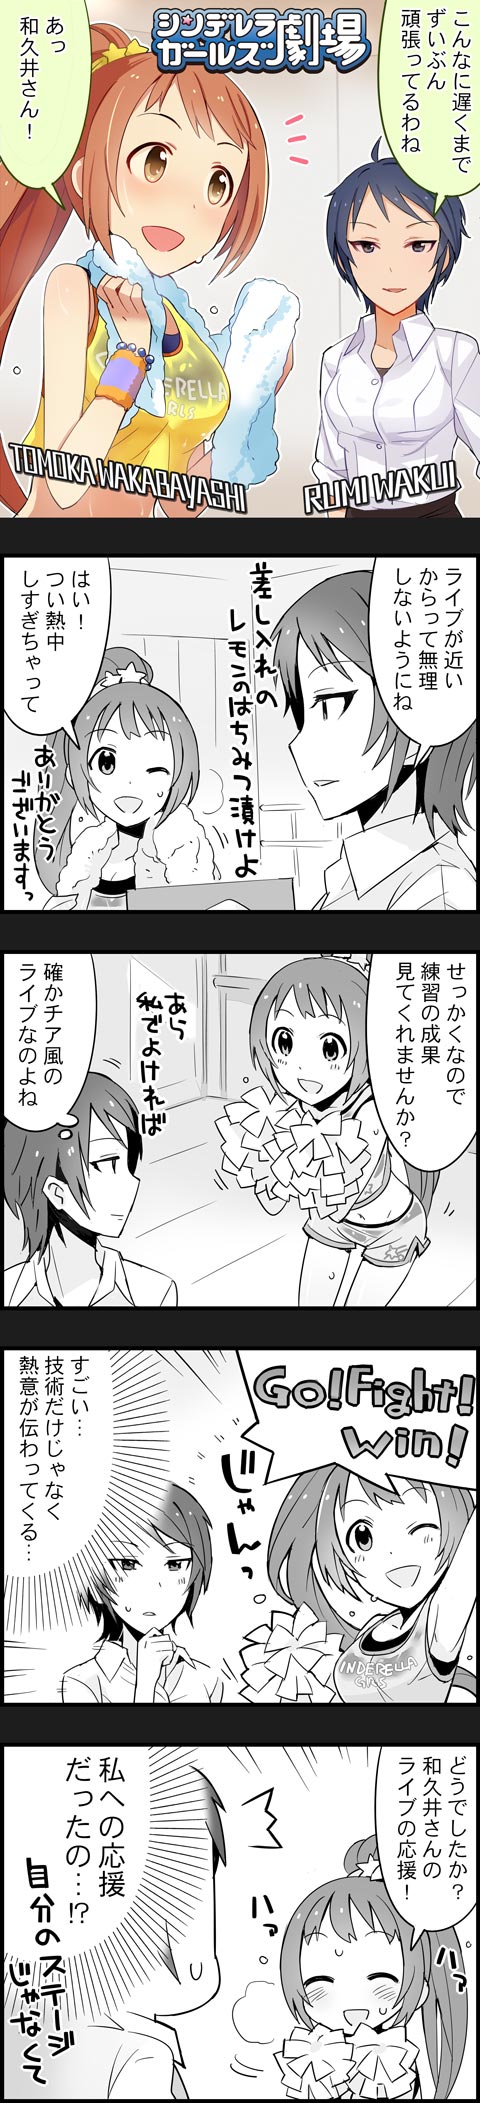 シンデレラ
ガールズ劇場
こんなに遅くまで
ずいぶん
頑張ってるわね
あっ
和久井さん！
CINDERELLA
GIRLS
TOMOKA WAKABAYASHI
RUMI WAKUI
ライブが近い
からって無理
しないようにね
差し入れの
レモンのはちみつ漬けよ
はい！
つい熱中
しすぎちゃって
ありがとう
ございますっ
せっかくなので
練習の成果
見てくれませんか？
あら
私でよければ
確かチア風の
ライブなのよね
Go!Fight!
Win!
じゃんっ
INDERELLA
GRLS
すごい…
技術だけじゃなく
熱意が伝わってくる…
どうでしたか？
和久井さんの
ライブの応援！
ハァ
ハァ
私への応援
だったの…!?
自分のステージ
じゃなくて